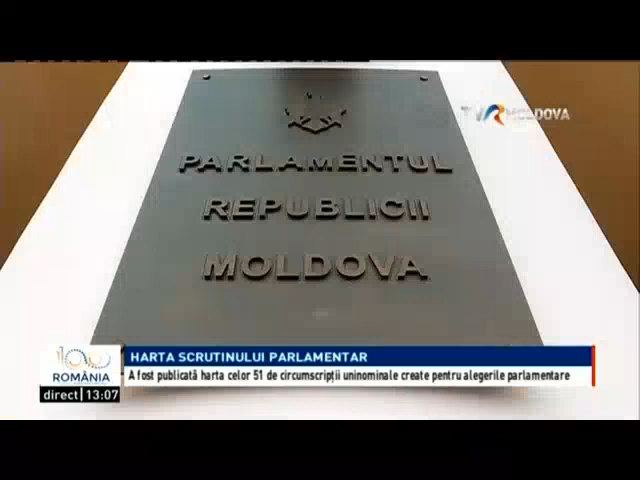 TVR MOLDOVA
PARLAMENTUL
REPUBLICII
MOLDOVA
100
ROMÂNIA
direct 13:07
HARTA SCRUTINULUI PARLAMENTAR
A fost publicată harta celor 51 de circumscripții uninominale create pentru alegerile parlamentare